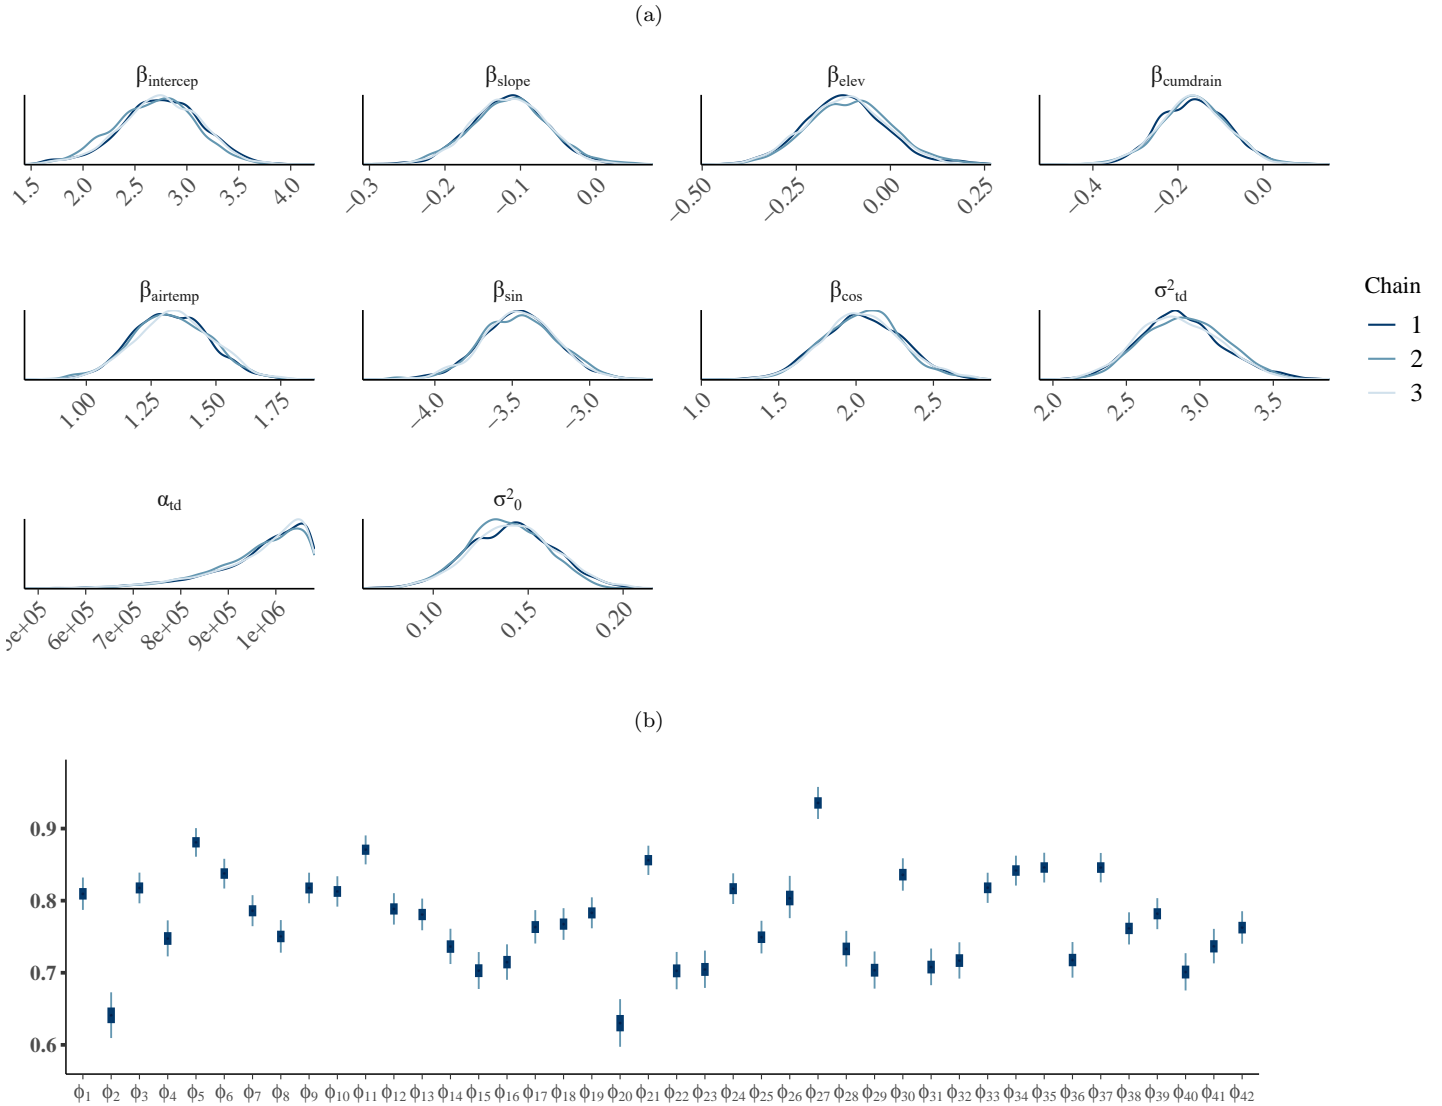 (a)
βintercep βslope βelev βcumdrain
1.5 2.0 2.5 3.0 3.5 4.0 −0.3 −0.2 −0.1 0.0 −0.50 −0.25 0.00 0.25 −0.4 −0.2 0.0
βairtemp βsin βcos σ²td
1.00 1.25 1.50 1.75 −4.0 −3.5 −3.0 1.0 1.5 2.0 2.5 2.0 2.5 3.0 3.5
Chain
1
2
3
αtd σ²0
5e+05 6e+05 7e+05 8e+05 9e+05 1e+06 0.10 0.15 0.20
(b)
0.9
0.8
0.7
0.6
ϕ1 ϕ2 ϕ3 ϕ4 ϕ5 ϕ6 ϕ7 ϕ8 ϕ9 ϕ10 ϕ11 ϕ12 ϕ13 ϕ14 ϕ15 ϕ16 ϕ17 ϕ18 ϕ19 ϕ20 ϕ21 ϕ22 ϕ23 ϕ24 ϕ25 ϕ26 ϕ27 ϕ28 ϕ29 ϕ30 ϕ31 ϕ32 ϕ33 ϕ34 ϕ35 ϕ36 ϕ37 ϕ38 ϕ39 ϕ40 ϕ41 ϕ42